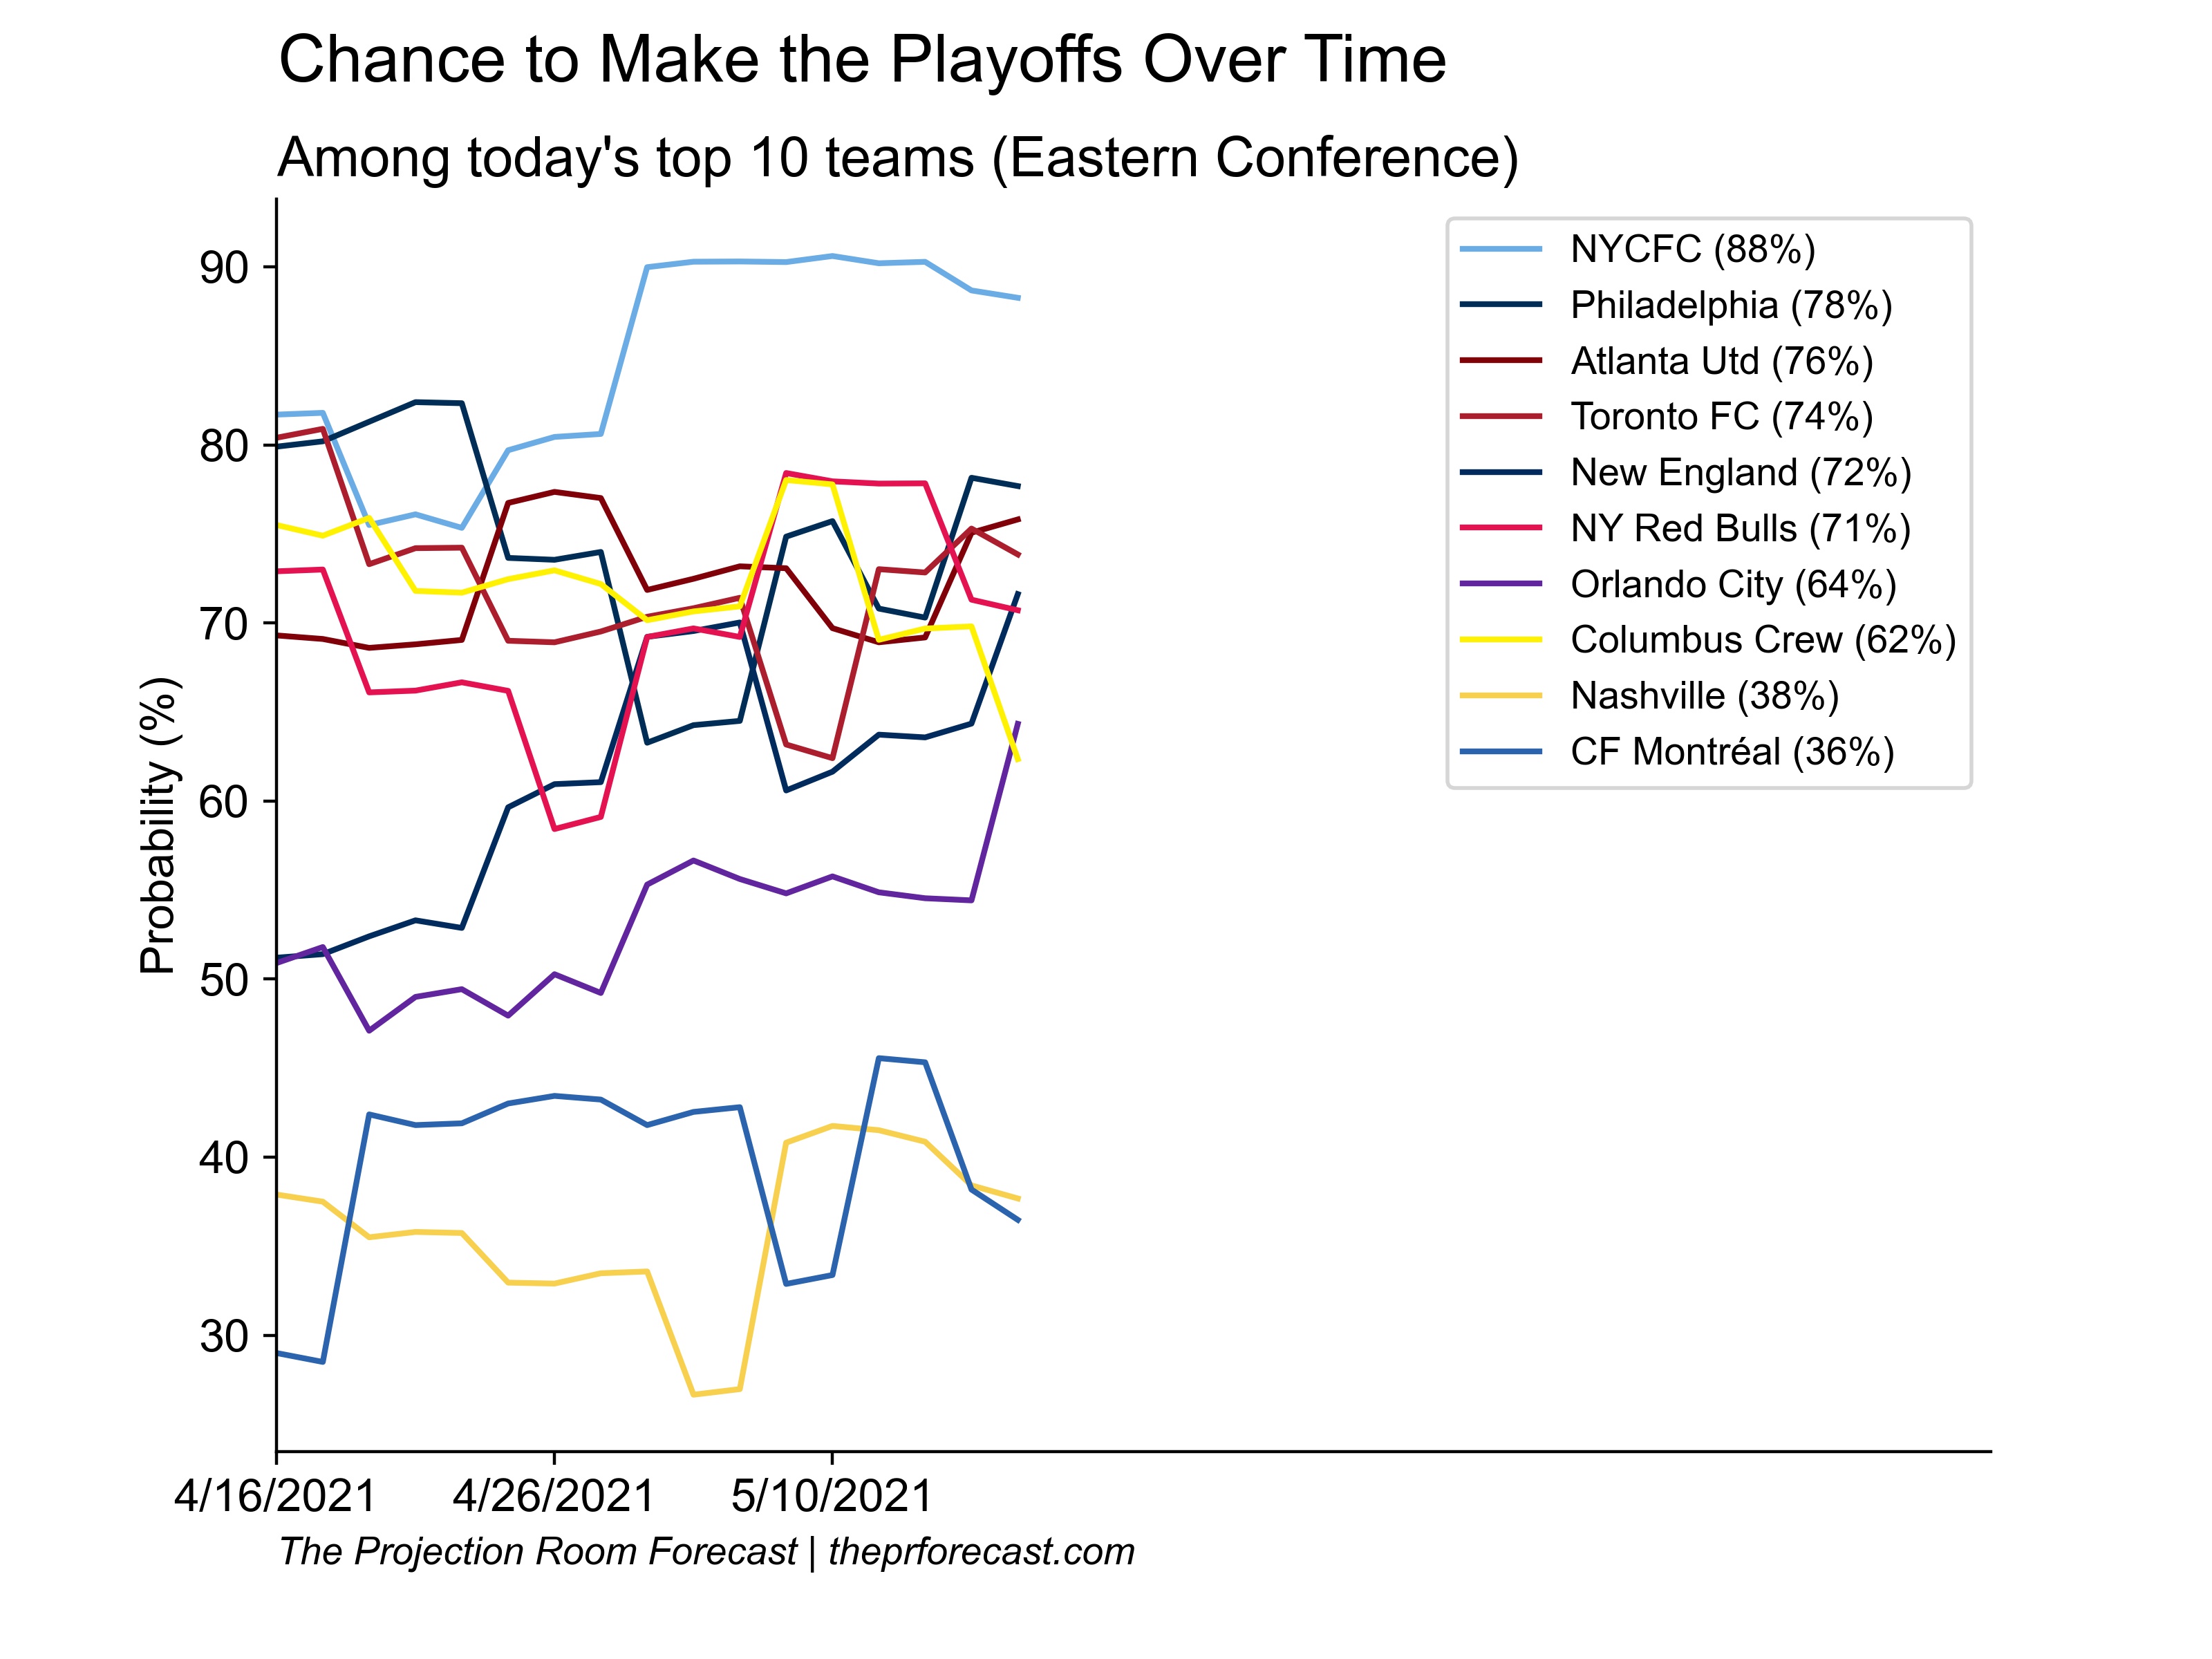 Chance to Make the Playoffs Over Time
Among today's top 10 teams (Eastern Conference)
NYCFC (88%)
Philadelphia (78%)
Atlanta Utd (76%)
Toronto FC (74%)
New England (72%)
NY Red Bulls (71%)
Orlando City (64%)
Columbus Crew (62%)
Nashville (38%)
CF Montréal (36%)
Probability (%)
90
80
70
60
50
40
30
4/16/2021 4/26/2021 5/10/2021
The Projection Room Forecast | theprforecast.com